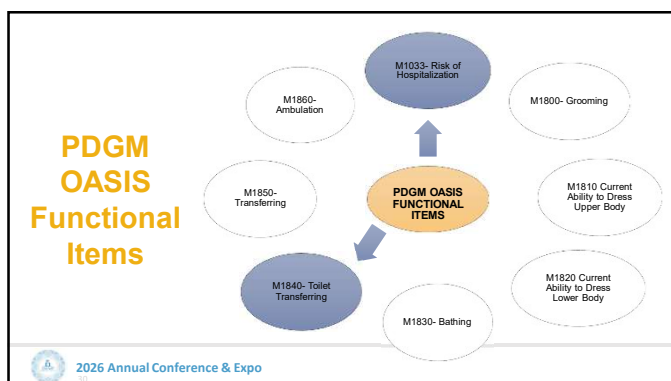 PDGM
OASIS
Functional
Items
M1033- Risk of
Hospitalization
M1800- Grooming
M1810 Current
Ability to Dress
Upper Body
M1820 Current
Ability to Dress
Lower Body
M1830- Bathing
M1840- Toilet
Transferring
M1850-
Transferring
M1860-
Ambulation
PDGM OASIS
FUNCTIONAL
ITEMS
2026 Annual Conference & Expo
30